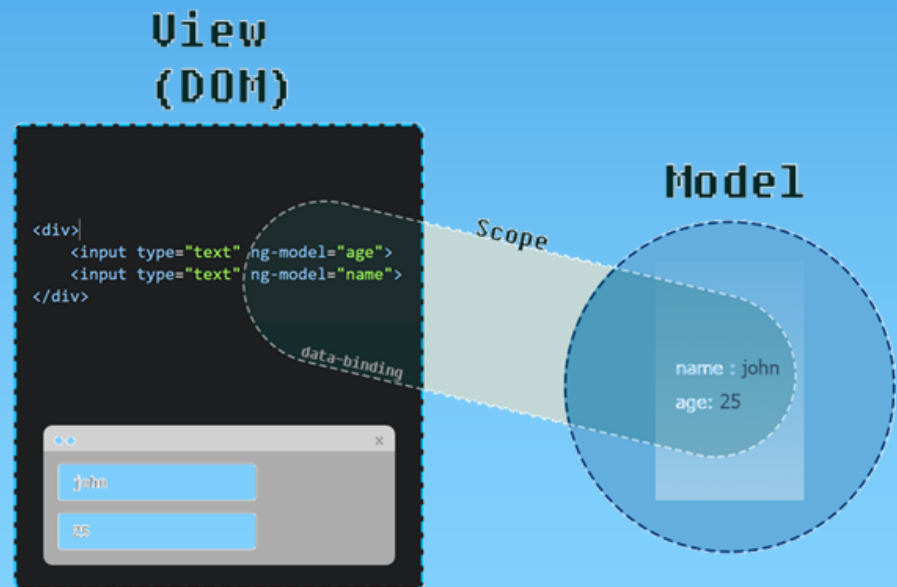 View
(DOM)
<div>
<input type="text" ng-model="age">
<input type="text" ng-model="name">
</div>
data-binding
x
john
25
Scope
Model
name : john
age: 25